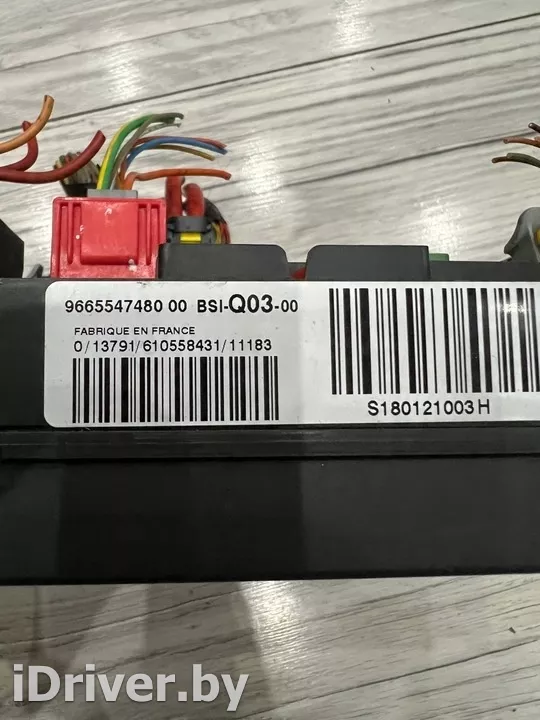 9665547480 00 BSI-Q03-00
FABRIQUE EN FRANCE
0/13791/610558431/11183
S180121003H
iDriver.by